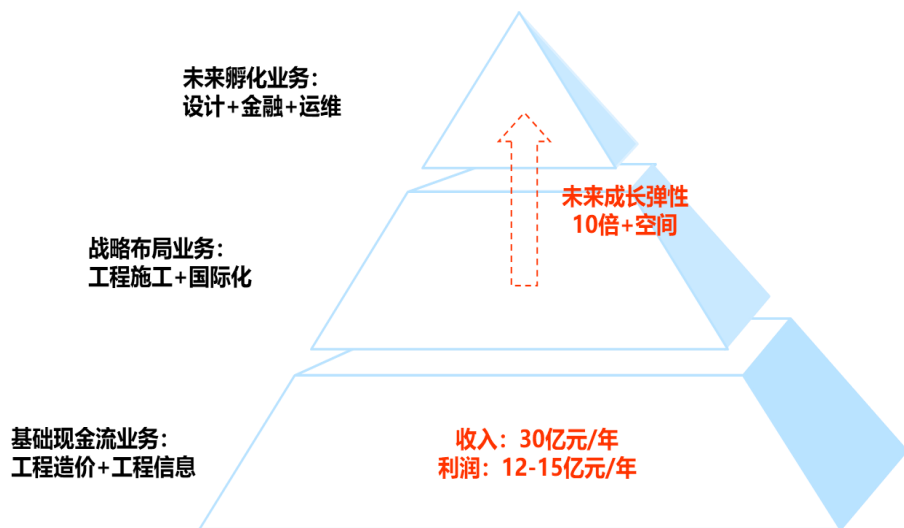 未来孵化业务：
设计+金融+运维
未来成长弹性
10倍+空间
战略布局业务：
工程施工+国际化
基础现金流业务：
工程造价+工程信息
收入：30亿元/年
利润：12-15亿元/年